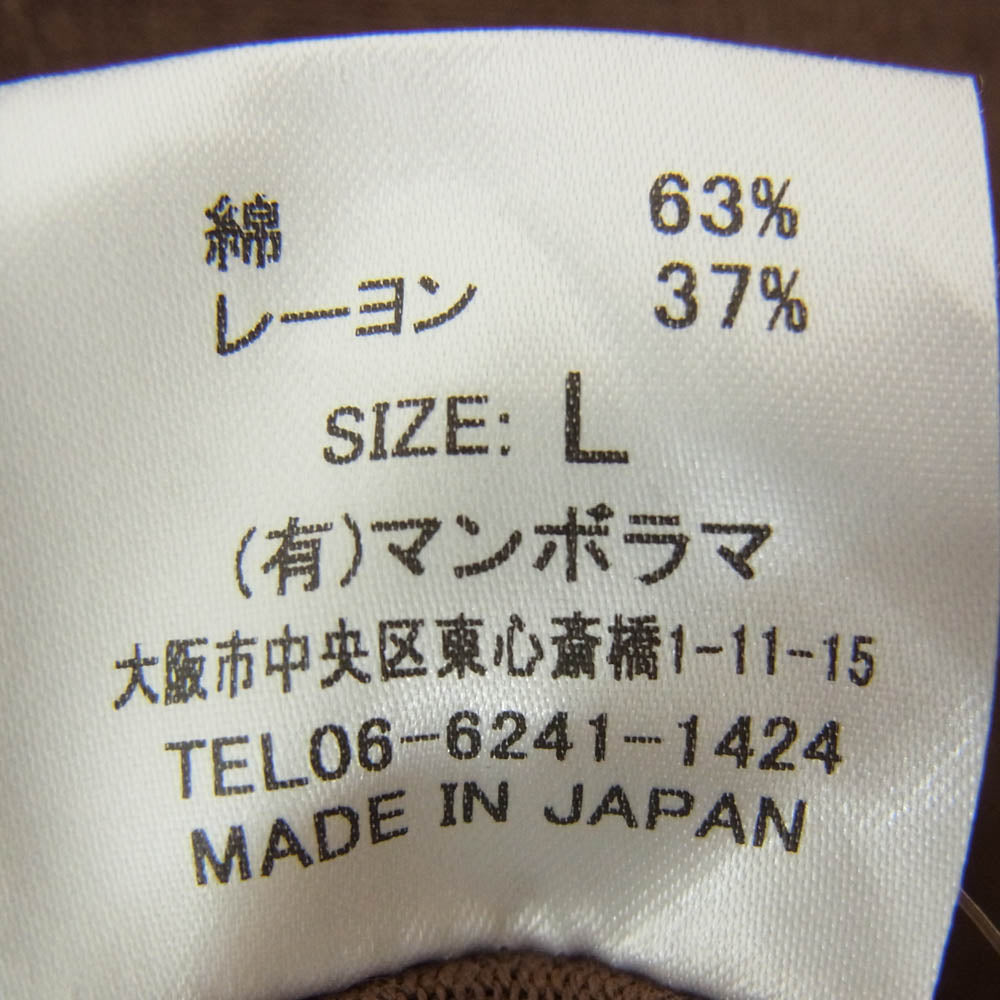 綿 63%
レーヨン 37%
SIZE: L
(有)マンボラマ
大阪市中央区東心斎橋1-11-15
TEL06-6241-1424
MADE IN JAPAN